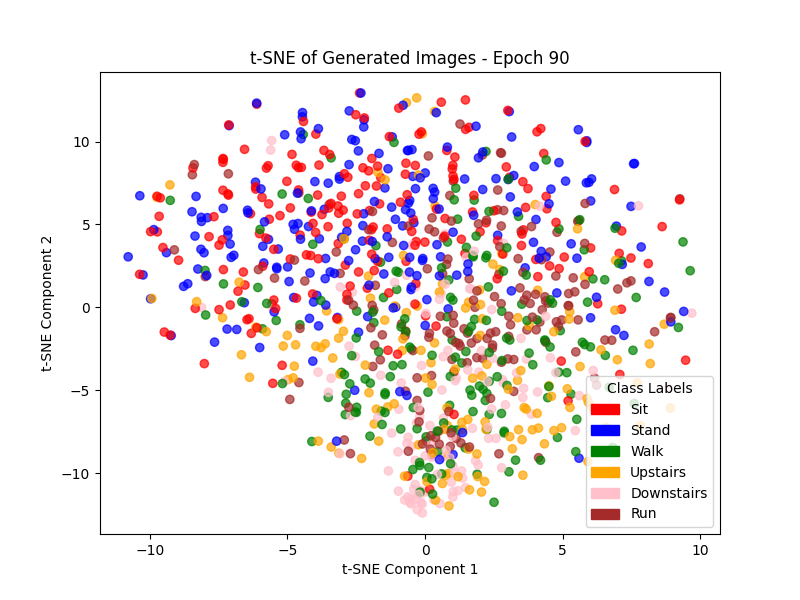 t-SNE of Generated Images - Epoch 90
t-SNE Component 2
10
5
0
−5
−10
−10
−5
0
5
10
t-SNE Component 1
Class Labels
Sit
Stand
Walk
Upstairs
Downstairs
Run